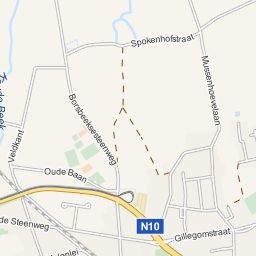 Spokenhofstraat
Mussenhoevelaan
Borsbeeksesteenweg
Veldkant
Oude Baan
N10
Gillegomstraat
de Steenweg